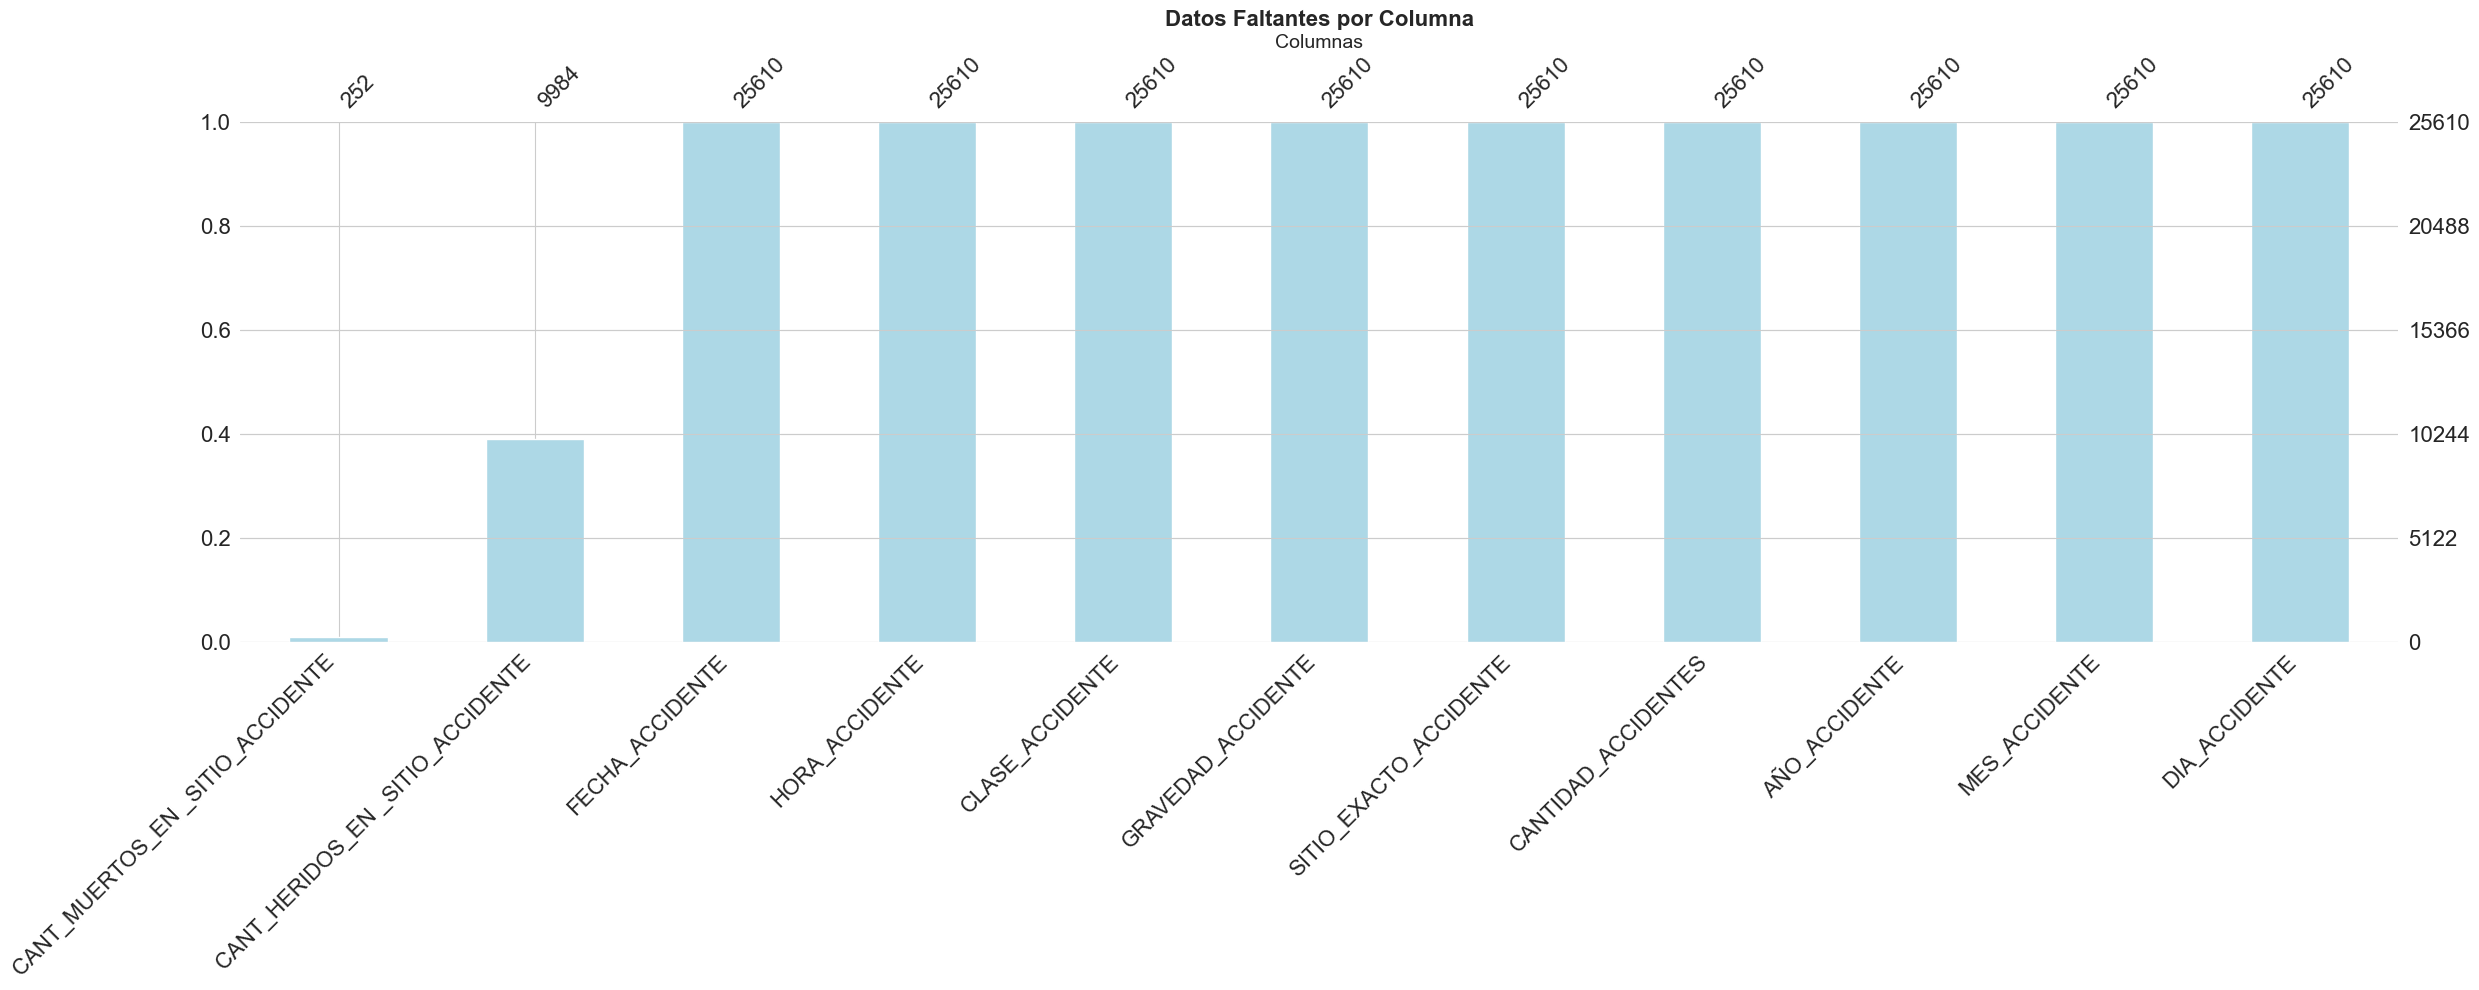 Datos Faltantes por Columna
Columnas
252
9984
25610
25610
25610
25610
25610
25610
25610
25610
25610
1.0
25610
0.8
20488
0.6
15366
0.4
10244
0.2
5122
0.0
0
CANT_MUERTOS_EN _SITIO_ACCIDENTE
CANT_HERIDOS_EN _SITIO_ACCIDENTE
FECHA_ACCIDENTE
HORA_ACCIDENTE
CLASE_ACCIDENTE
GRAVEDAD_ACCIDENTE
SITIO_EXACTO_ACCIDENTE
CANTIDAD_ACCIDENTES
AÑO_ACCIDENTE
MES_ACCIDENTE
DIA_ACCIDENTE